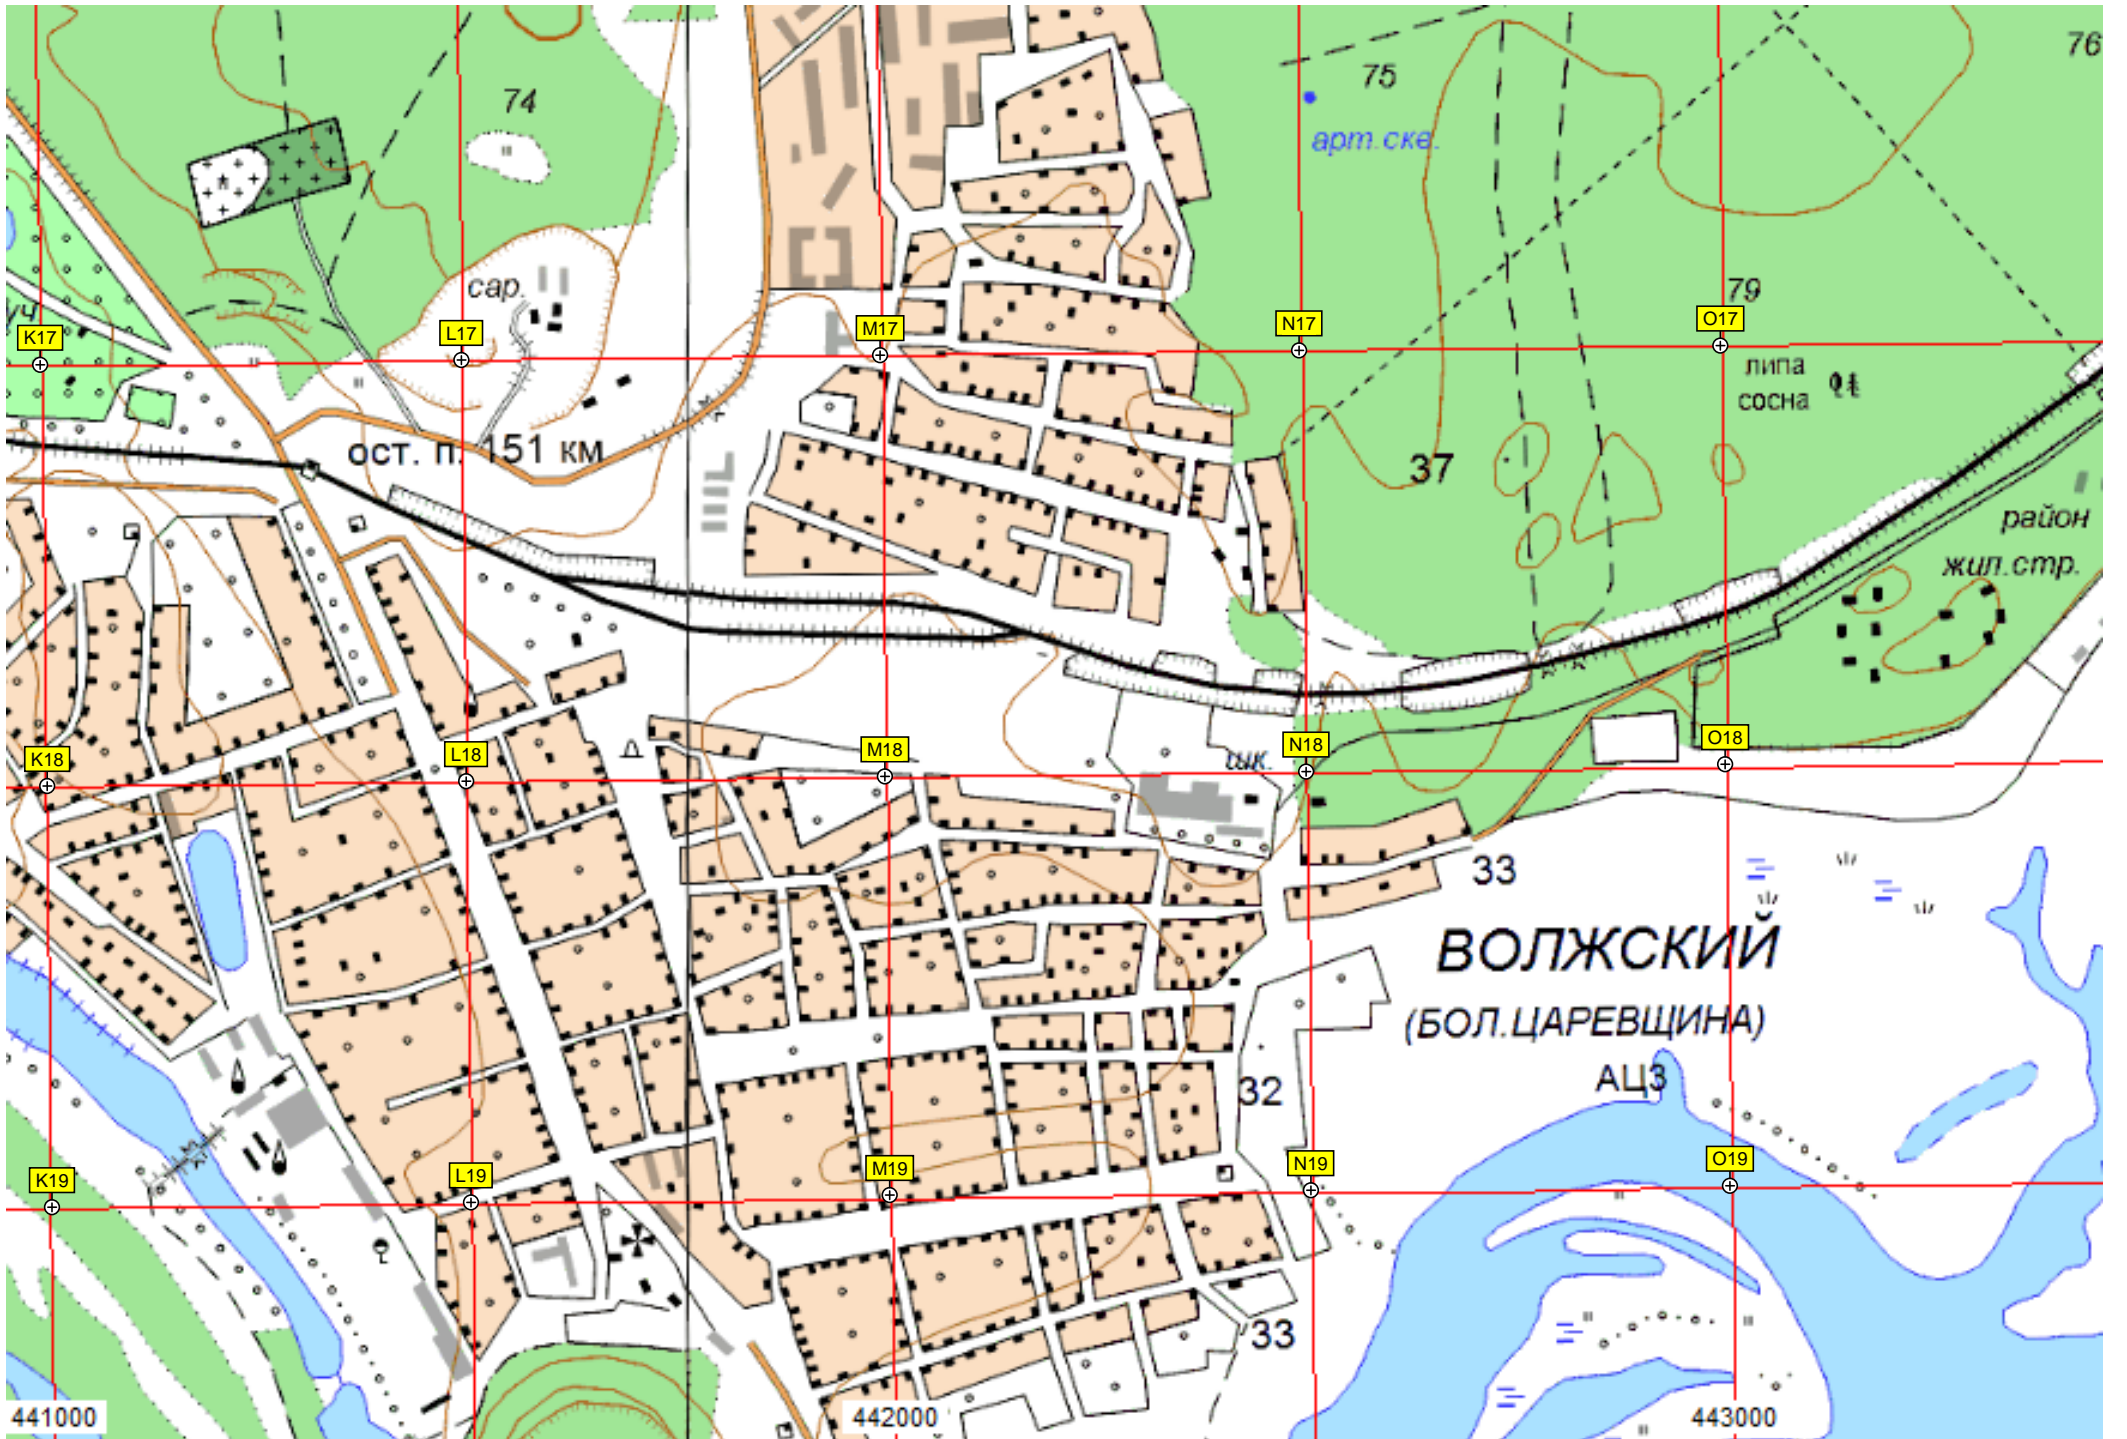 76
75
74
арт.скв.
сар.
79
уч
K17
L17
M17
N17
O17
липа
сосна
ост. п. 151 км
37
район
жил.стр.
K18
L18
M18
шк.
N18
O18
33
ВОЛЖСКИЙ
(БОЛ.ЦАРЕВЩИНА)
АЦЗ
32
K19
L19
M19
N19
O19
33
441000
442000
443000